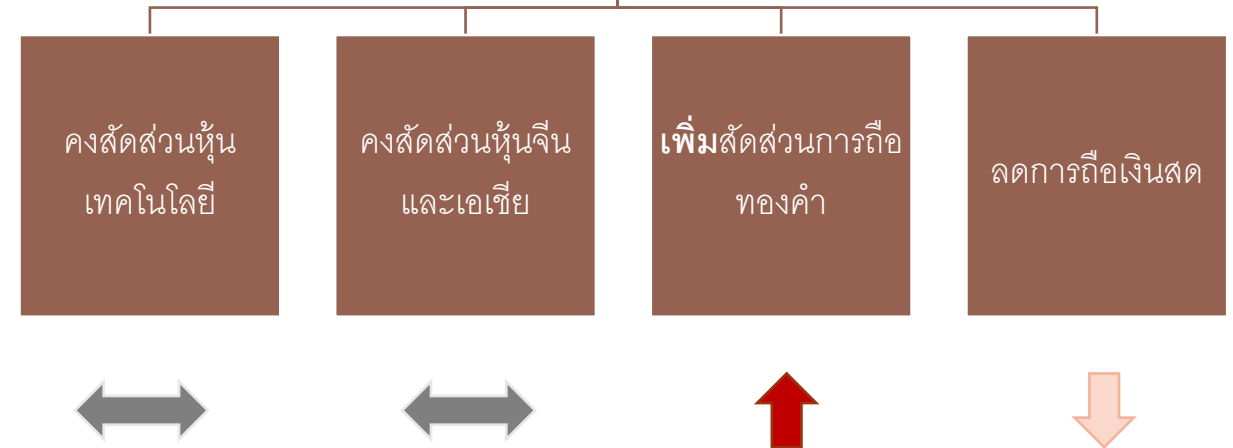 คงสัดส่วนหุ้น
เทคโนโลยี
คงสัดส่วนหุ้นจีน
และเอเชีย
เพิ่มสัดส่วนการถือ
ทองคำ
ลดการถือเงินสด